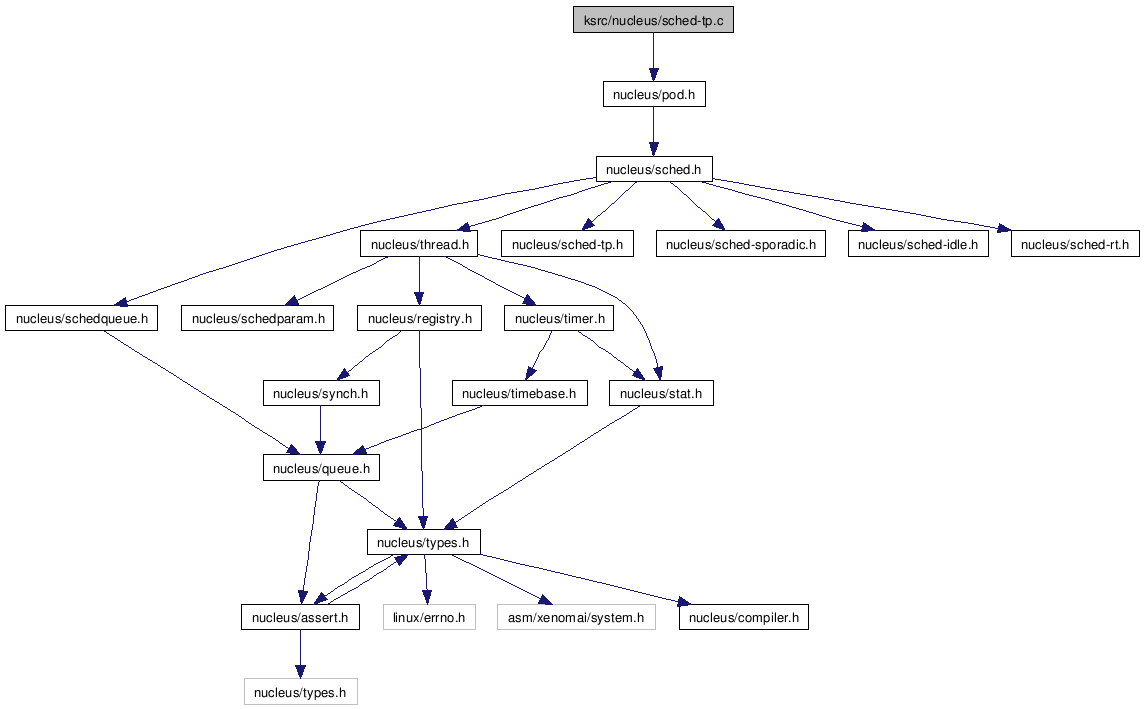 ksrc/nucleus/sched-tp.c
nucleus/pod.h
nucleus/sched.h
nucleus/thread.h
nucleus/sched-tp.h
nucleus/sched-sporadic.h
nucleus/sched-idle.h
nucleus/sched-rt.h
nucleus/schedqueue.h
nucleus/schedparam.h
nucleus/registry.h
nucleus/timer.h
nucleus/synch.h
nucleus/timebase.h
nucleus/stat.h
nucleus/queue.h
nucleus/types.h
nucleus/assert.h
linux/errno.h
asm/xenomai/system.h
nucleus/compiler.h
nucleus/types.h